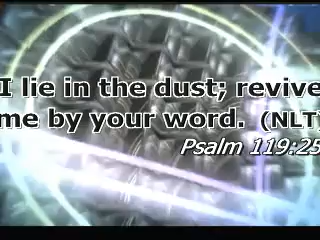 I lie in the dust; revive
me by your word. (NLT)
Psalm 119:25